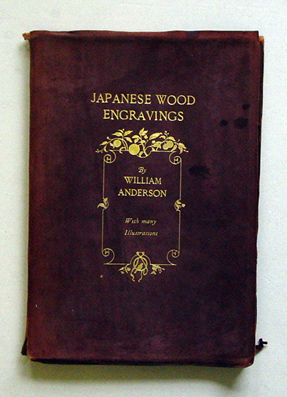 JAPANESE WOOD
ENGRAVINGS
By
WILLIAM
ANDERSON
With many
Illustrations